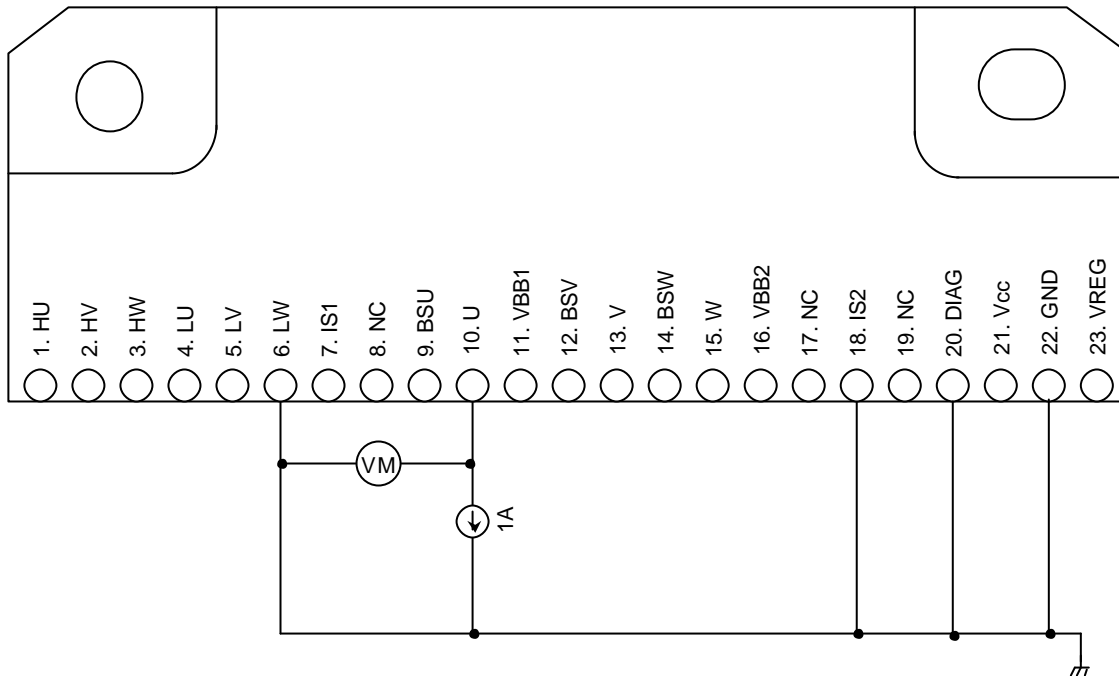 1. HU
2. HV
3. HW
4. LU
5. LV
6. LW
7. IS1
8. NC
9. BSU
10. U
11. VBB1
12. BSV
13. V
14. BSW
15. W
16. VBB2
17. NC
18. IS2
19. NC
20. DIAG
21. Vcc
22. GND
23. VREG
VM
1A